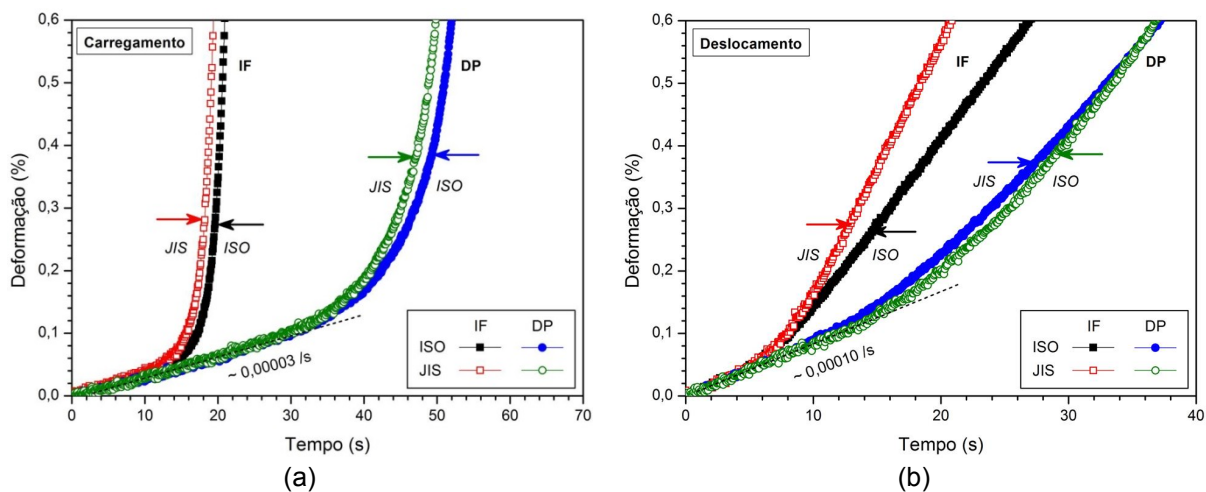 Carregamento
IF
DP
JIS
ISO
JIS
ISO
~ 0,00003 /s
IF DP
ISO
JIS
Deformação (%)
0,6
0,5
0,4
0,3
0,2
0,1
0,0
0 10 20 30 40 50 60 70
Tempo (s)
(a)
Deslocamento
IF
DP
JIS
ISO
JIS
ISO
~ 0,00010 /s
IF DP
ISO
JIS
Deformação (%)
0,6
0,5
0,4
0,3
0,2
0,1
0,0
0 10 20 30 40
Tempo (s)
(b)